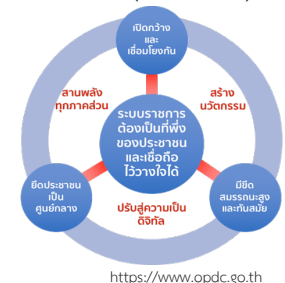 เปิดกว้าง
และ
เชื่อมโยงกัน
สานพลัง
ทุกภาคส่วน
สร้าง
นวัตกรรม
ระบบราชการ
ต้องเป็นที่พึ่ง
ของประชาชน
และเชื่อถือ
ไว้วางใจได้
ยึดประชาชน
เป็น
ศูนย์กลาง
มีขีด
สมรรถนะสูง
และทันสมัย
ปรับสู่ความเป็น
ดิจิทัล
https://www.opdc.go.th